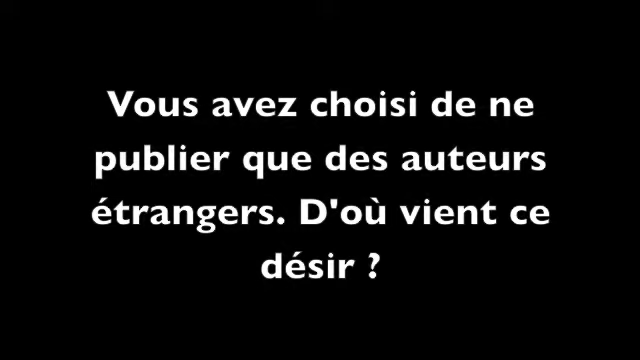 Vous avez choisi de ne
publier que des auteurs
étrangers. D'où vient ce
désir ?